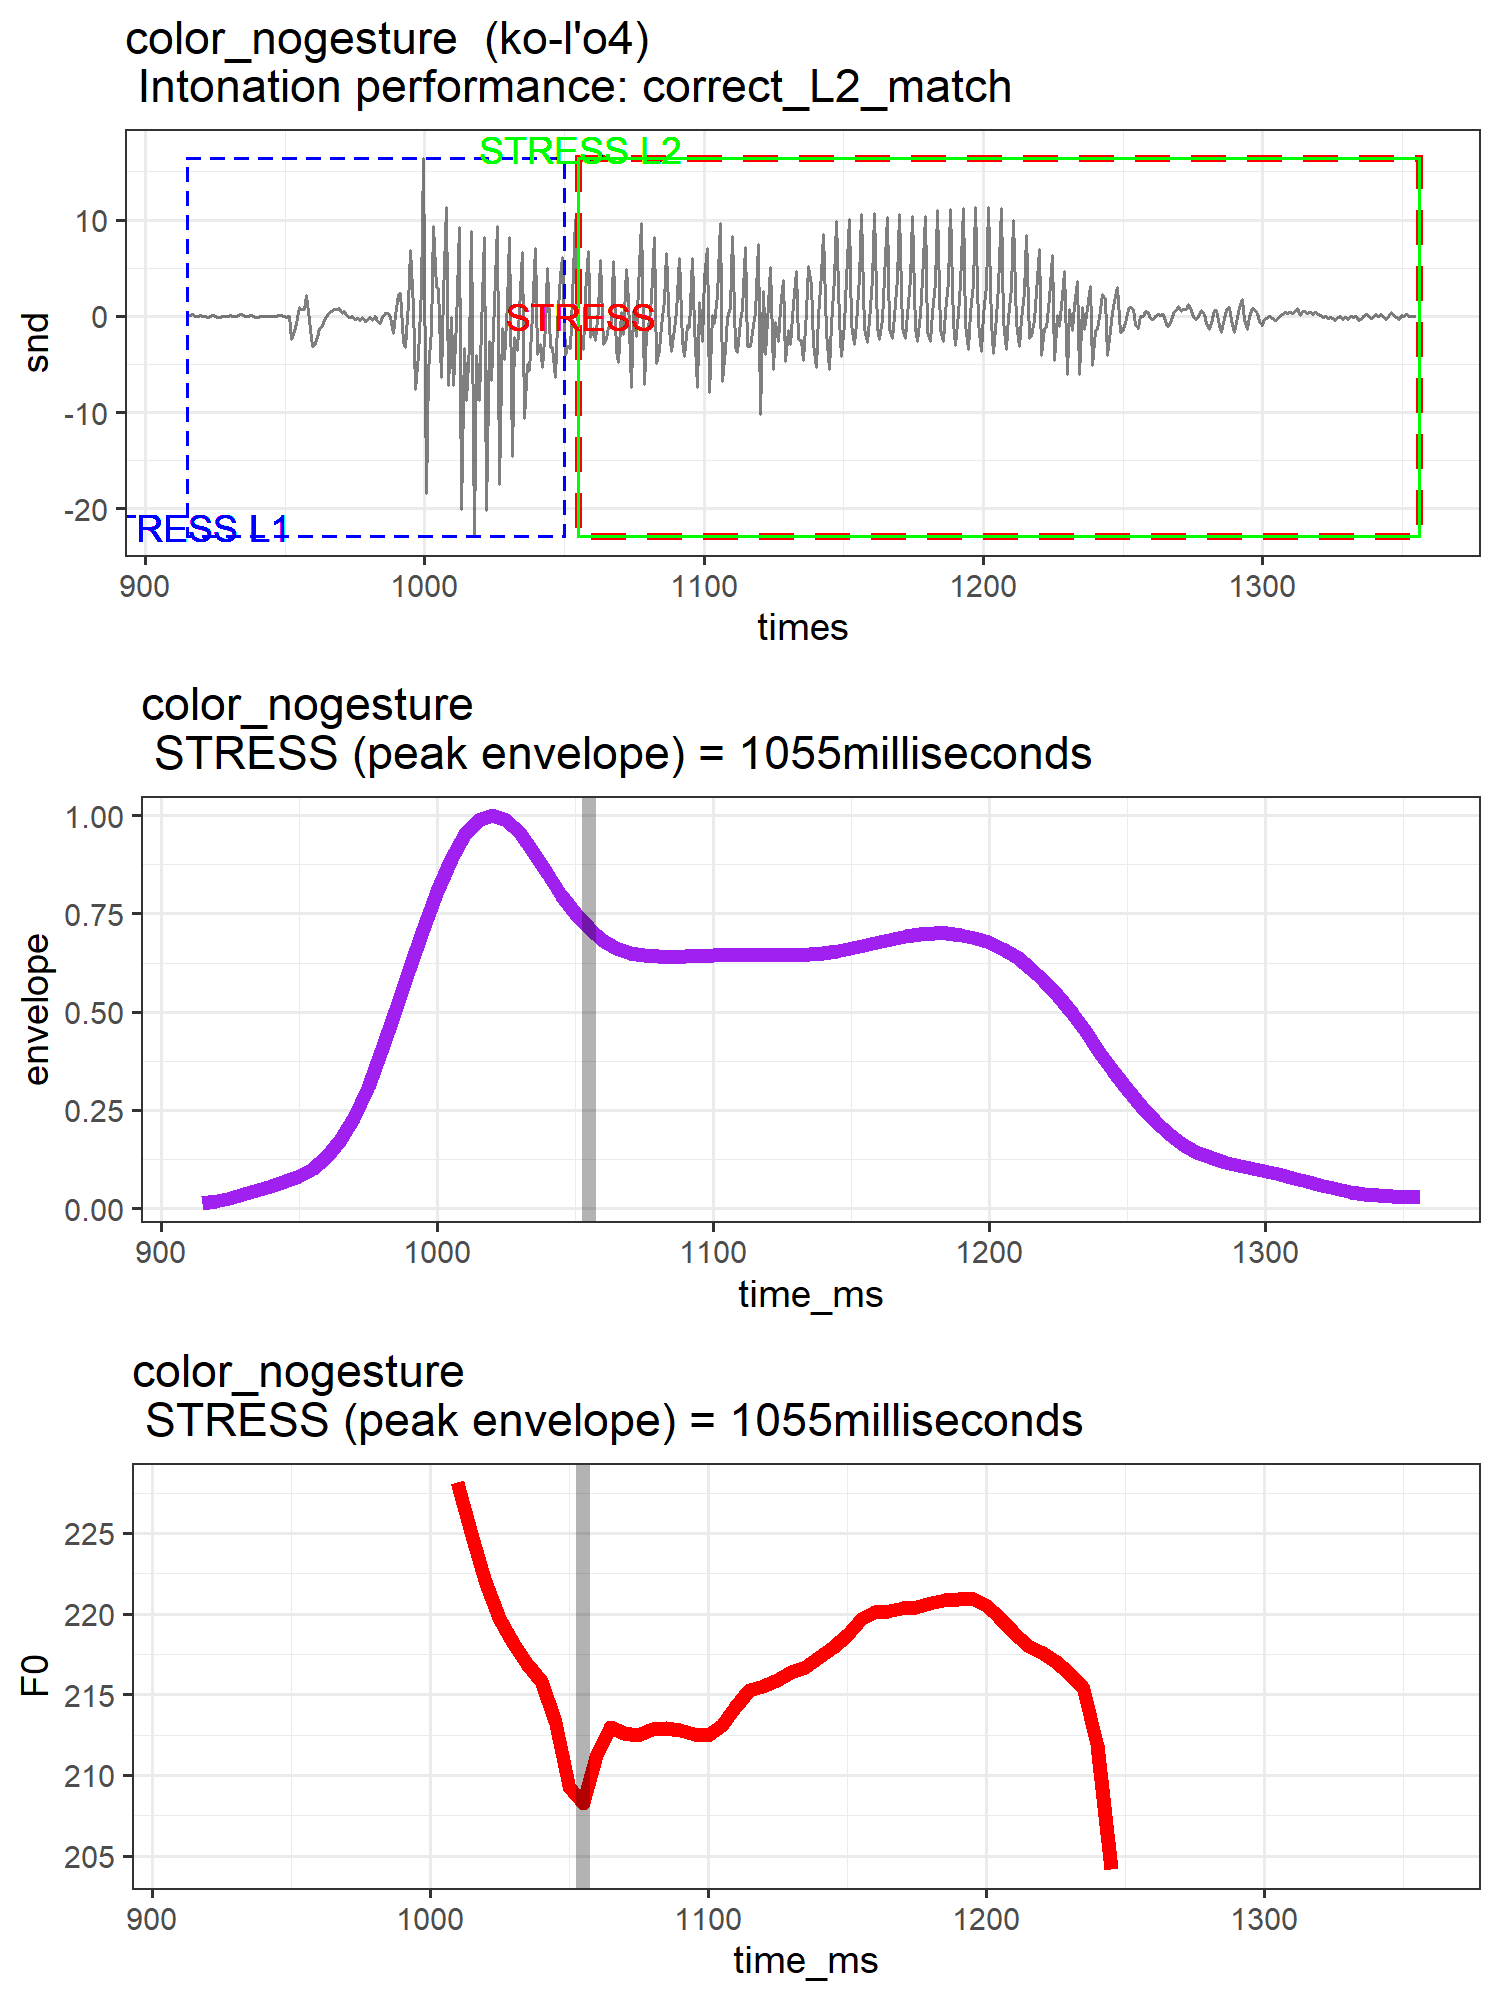 color_nogesture  (ko-l'o4)
Intonation performance: correct_L2_match
STRESS L2
10
0
-10
-20
snd
STRESS
RESS L1
900 1000 1100 1200 1300
times
color_nogesture
STRESS (peak envelope) = 1055milliseconds
1.00
0.75
0.50
0.25
0.00
envelope
900 1000 1100 1200 1300
time_ms
color_nogesture
STRESS (peak envelope) = 1055milliseconds
225
220
215
210
205
F0
900 1000 1100 1200 1300
time_ms